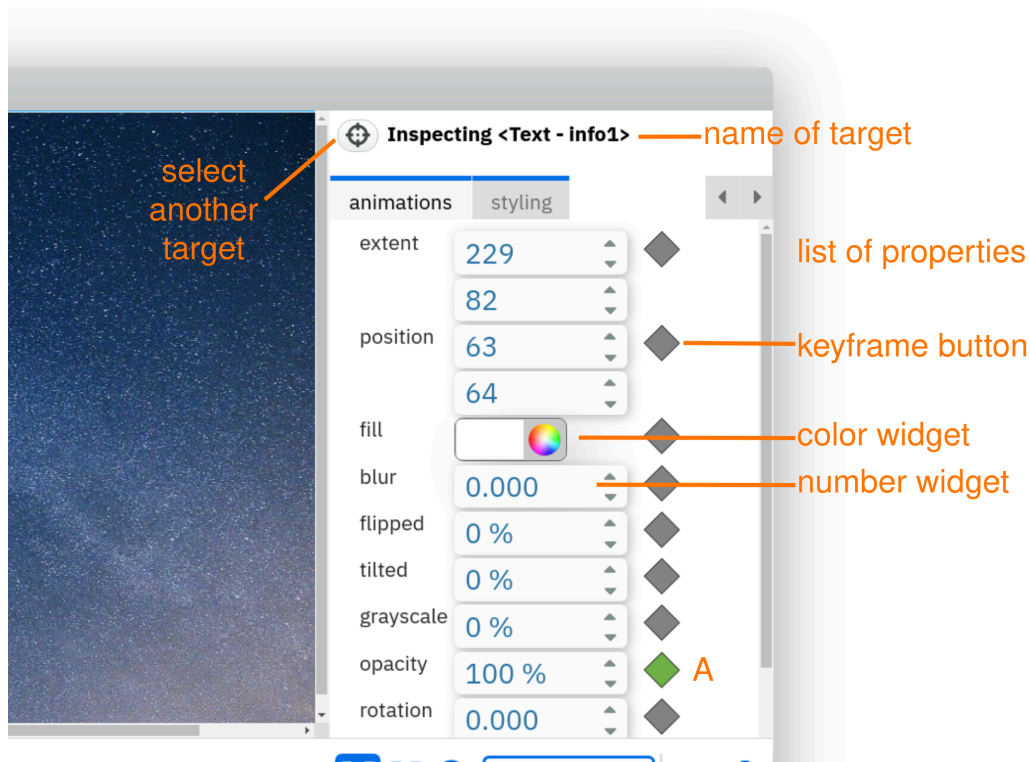 Inspecting <Text - info1>
name of target
select
another
target
animations
styling
extent
229
list of properties
82
position
63
keyframe button
64
fill
color widget
blur
0.000
number widget
flipped
0 %
tilted
0 %
grayscale
0 %
opacity
100 %
A
rotation
0.000